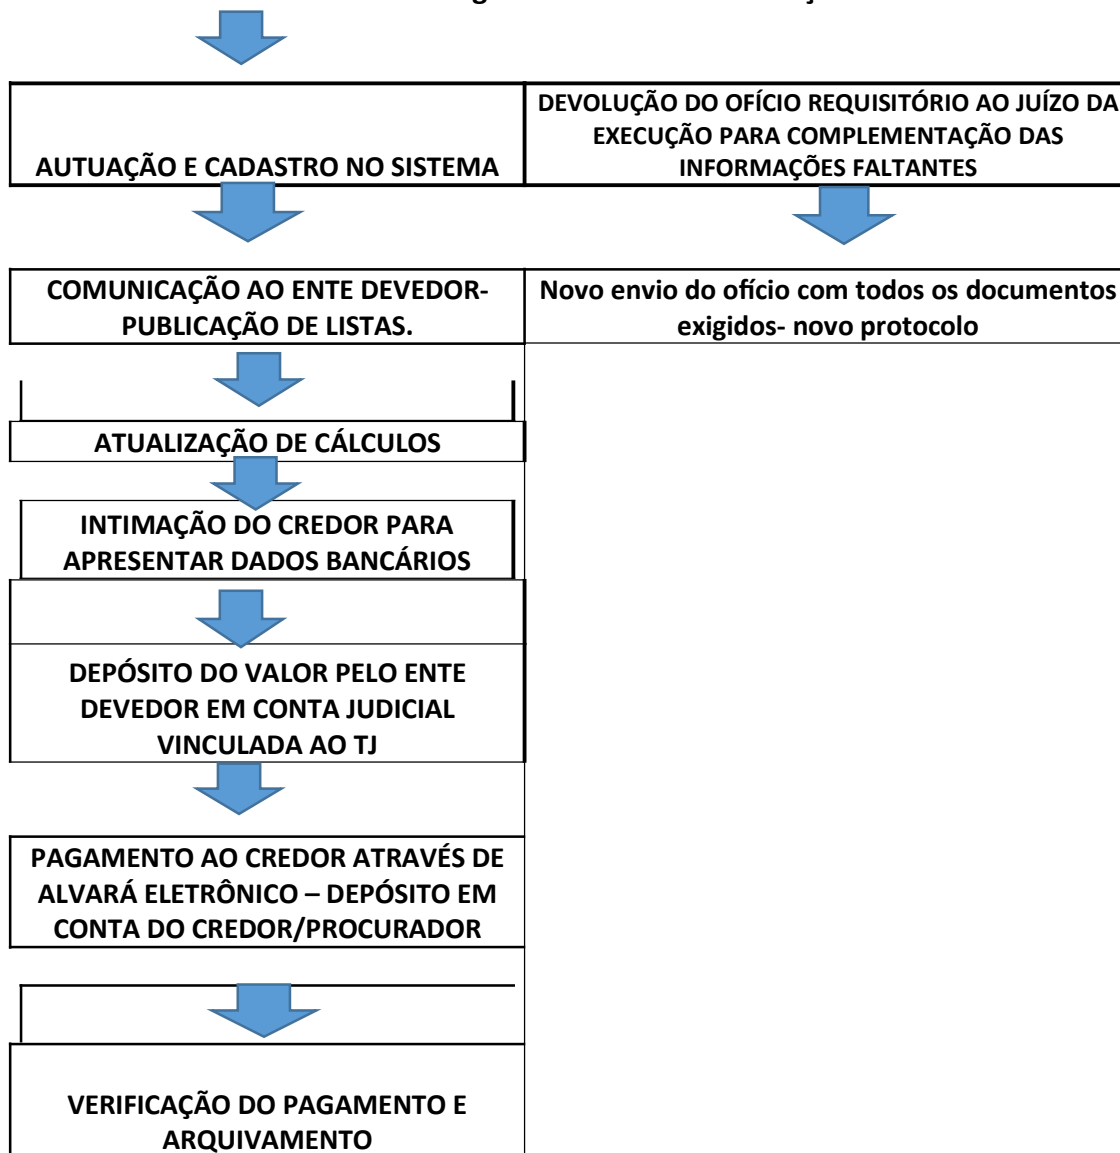 AUTUAÇÃO E CADASTRO NO SISTEMA
DEVOLUÇÃO DO OFÍCIO REQUISITÓRIO AO JUÍZO DA
EXECUÇÃO PARA COMPLEMENTAÇÃO DAS
INFORMAÇÕES FALTANTES
COMUNICAÇÃO AO ENTE DEVEDOR-
PUBLICAÇÃO DE LISTAS.
Novo envio do ofício com todos os documentos
exigidos- novo protocolo
ATUALIZAÇÃO DE CÁLCULOS
INTIMAÇÃO DO CREDOR PARA
APRESENTAR DADOS BANCÁRIOS
DEPÓSITO DO VALOR PELO ENTE
DEVEDOR EM CONTA JUDICIAL
VINCULADA AO TJ
PAGAMENTO AO CREDOR ATRAVÉS DE
ALVARÁ ELETRÔNICO – DEPÓSITO EM
CONTA DO CREDOR/PROCURADOR
VERIFICAÇÃO DO PAGAMENTO E
ARQUIVAMENTO